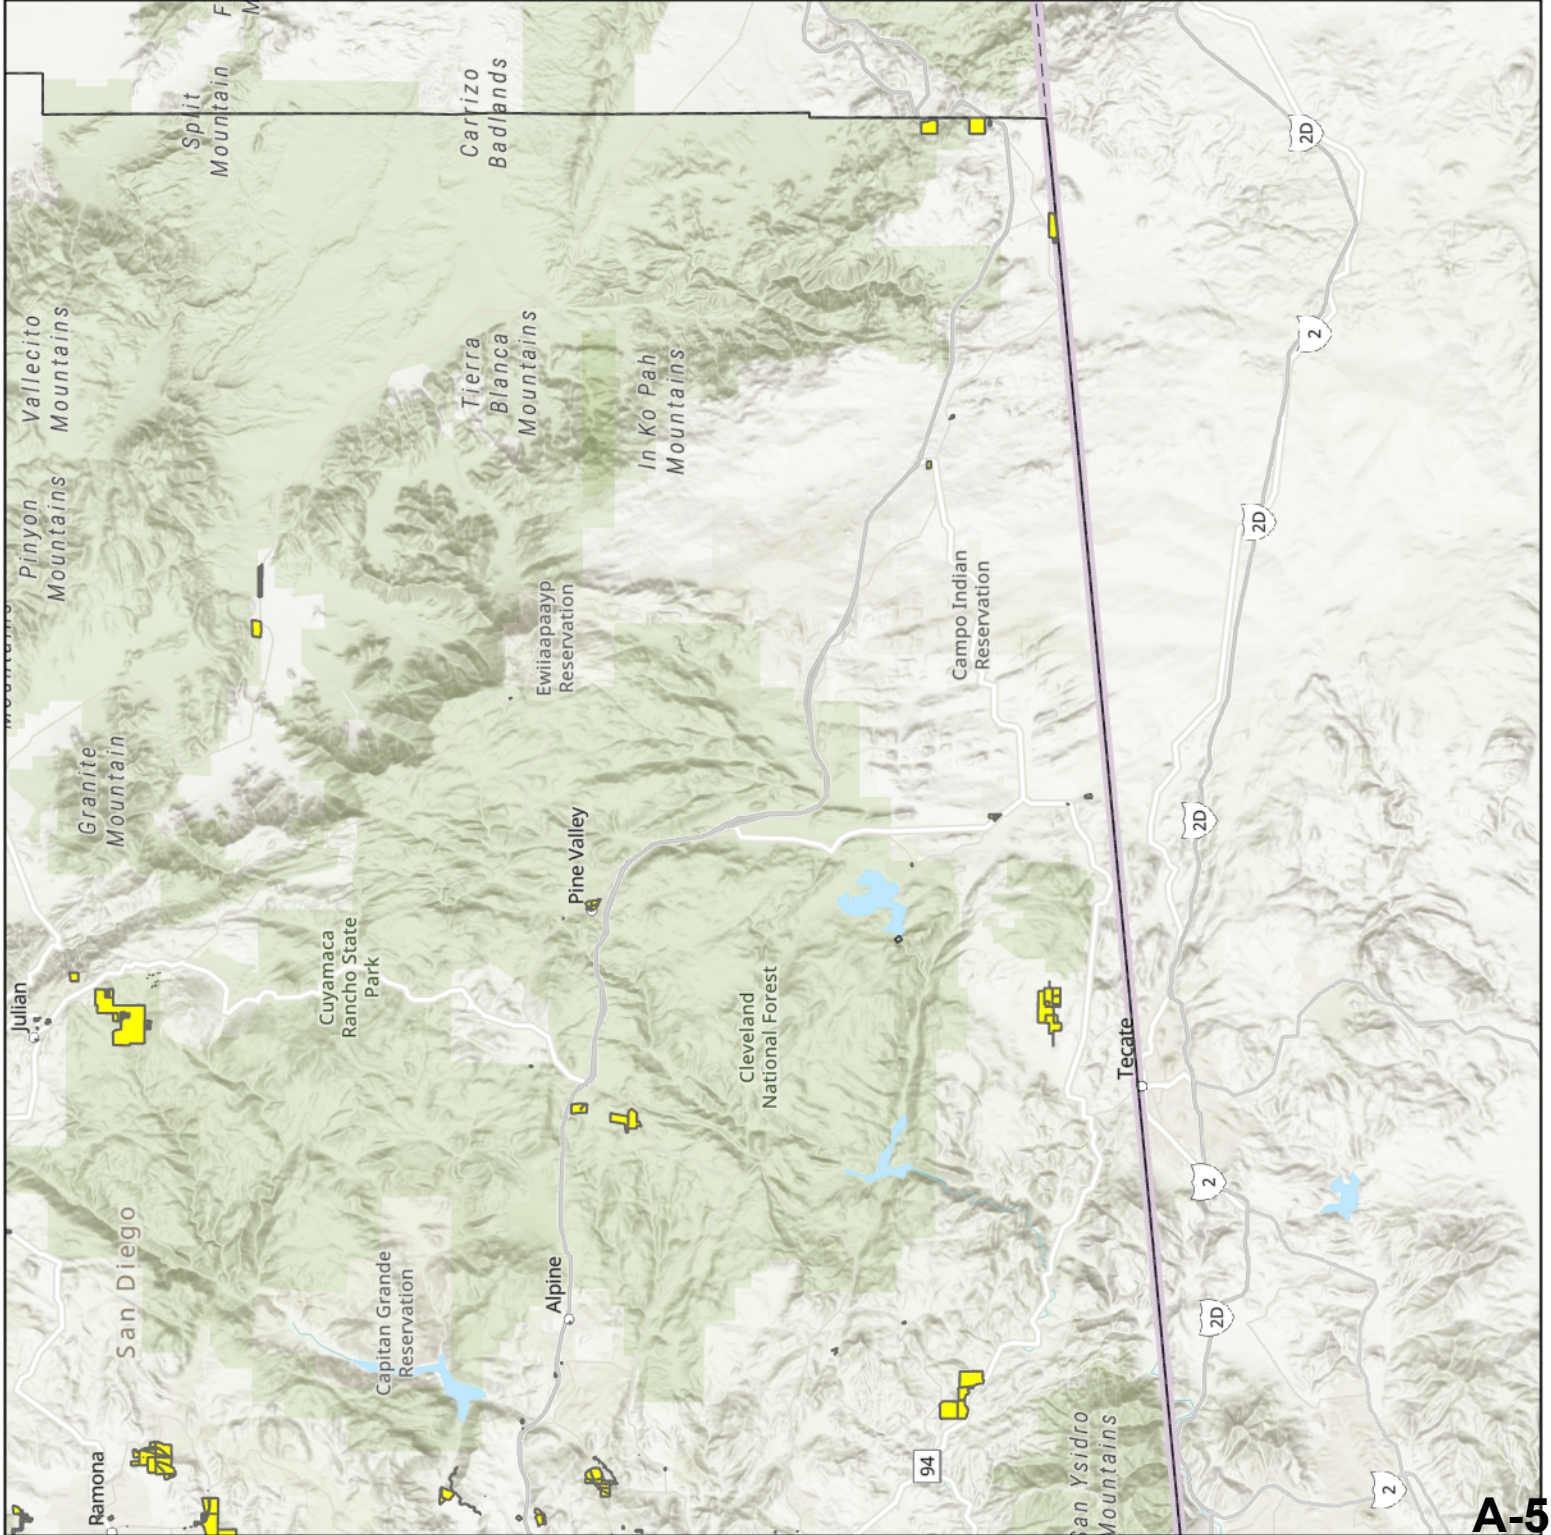 Split
Mountain
Carrizo
Badlands
Vallecito
Mountains
Pinyon
Mountains
Tierra
Blanca
Mountains
In Ko Pah
Mountains
Granite
Mountain
Ewiiaapaayp
Reservation
Campo Indian
Reservation
Pine Valley
Julian
Cuyamaca
Rancho State
Park
Cleveland
National Forest
Tecate
San Diego
Capitan Grande
Reservation
Alpine
Ramona
94
San Ysidro
Mountains
2D
2
2D
2D
2
2D
2
A-5